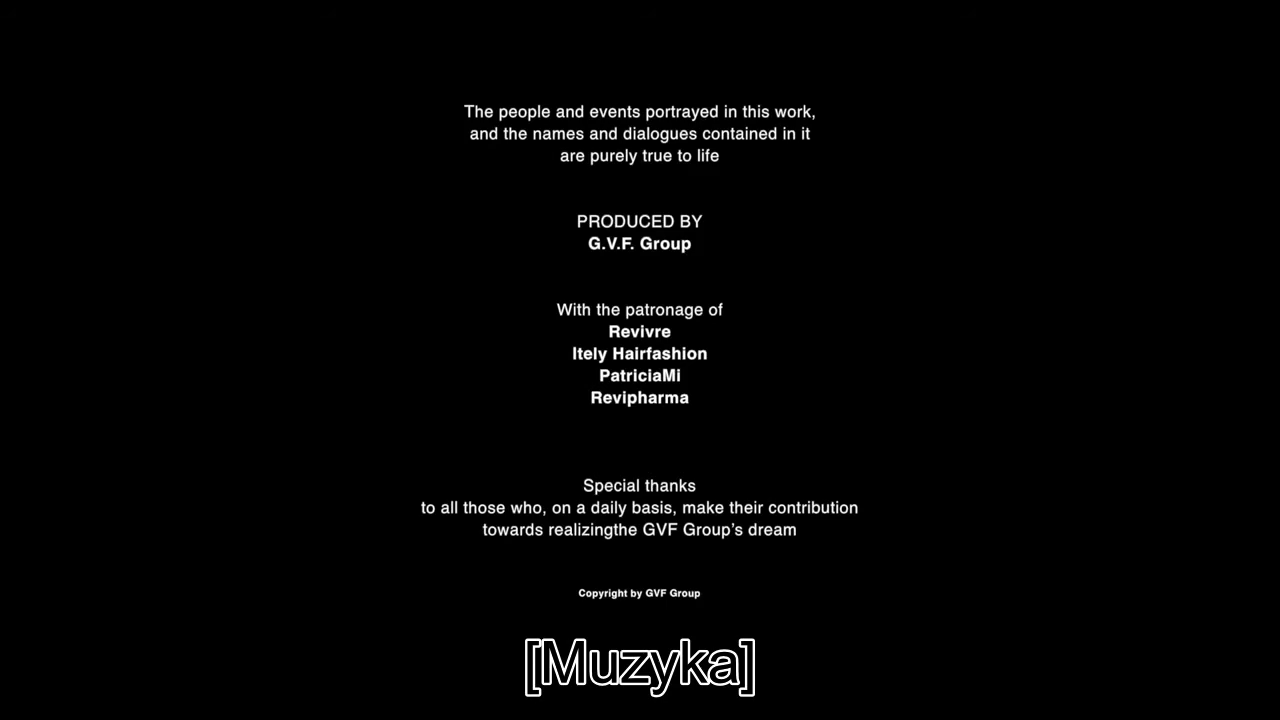 The people and events portrayed in this work,
and the names and dialogues contained in it
are purely true to life
PRODUCED BY
G.V.F. Group
With the patronage of
Revivre
Itely Hairfashion
PatriciaMi
Revipharma
Special thanks
to all those who, on a daily basis, make their contribution
towards realizingthe GVF Group's dream
Copyright by GVF Group
[Muzyka]